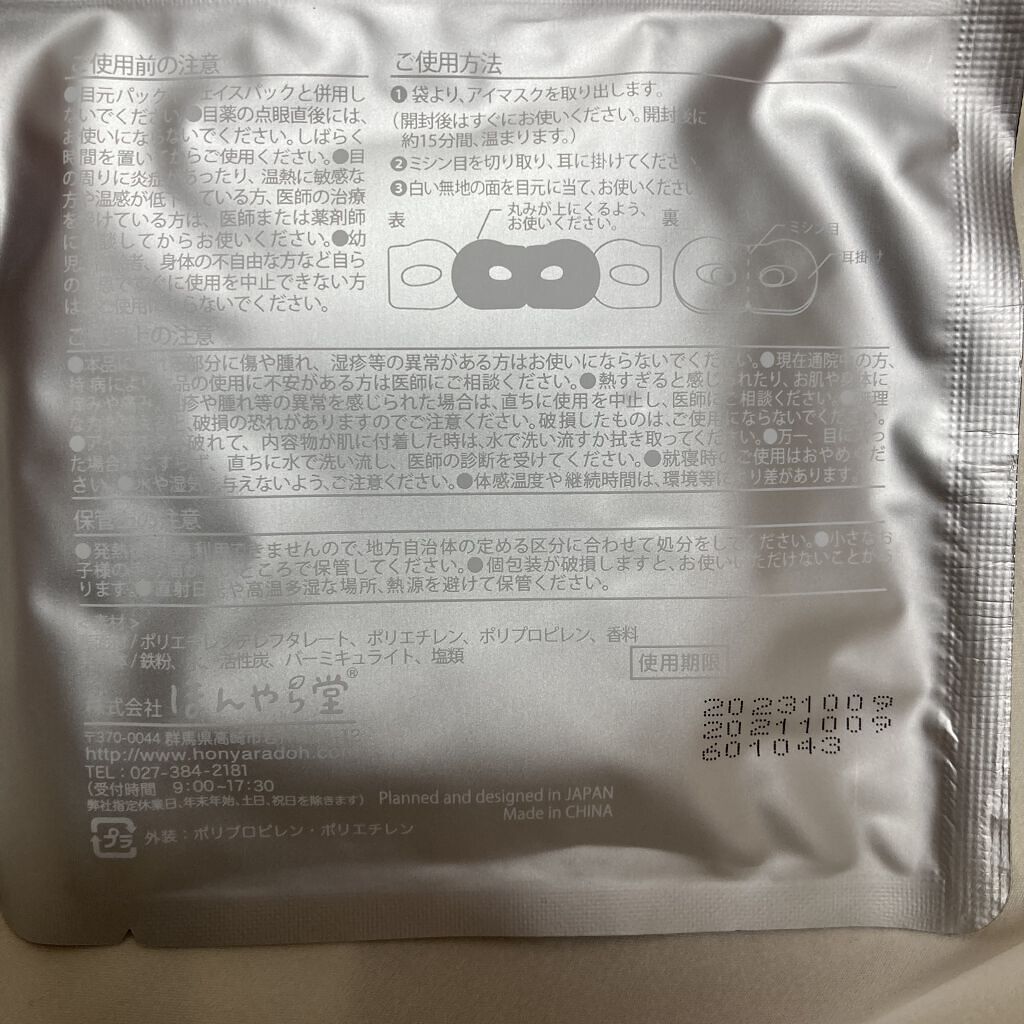 ご使用前の注意
●目元パック、フェイスパックと併用し
ないでください。●目薬の点眼直後には、
お使いにならないでください。しばらく
時間を置いてからご使用ください。●目
の周りに炎症があったり、温熱に敏感な
方や温感が低下している方、医師の治療
を受けている方は、医師または薬剤師
に相談してからお使いください。●幼
児、高齢者、身体の不自由な方など自ら
の意思ですぐに使用を中止できない方
は、ご使用にならないでください。
ご使用方法
❶袋より、アイマスクを取り出します。
(開封後はすぐにお使いください。開封後に
約15分間、温まります。)
❷ミシン目を切り取り、耳に掛けてください。
❸白い無地の面を目元に当て、お使いください。
表
丸みが上にくるよう、
お使いください。
裏
ミシン目
耳掛け
ご使用上の注意
●本品 部分に傷や腫れ、湿疹等の異常がある方はお使いにならないでください。●現在通院中の方、
持病により 品の使用に不安がある方は医師にご相談ください。●熱すぎると感じられたり、お肌や身体に
疹や腫れ等の異常を感じられた場合は、直ちに使用を中止し、医師にご相談ください。●無理
な 破損の恐れがありますのでご注意ください。破損したものは、ご使用にならないでください。
● 破れて、内容物が肌に付着した時は、水で洗い流すか拭き取ってください。●万一、目に入っ
た場合はこすらず、直ちに水で洗い流し、医師の診断を受けてください。●就寝時のご使用はおやめくだ
さい。●水や湿気を与えないよう、ご注意ください。●体感温度や継続時間は、環境等により差があります。
保管上の注意
●発熱 利用できませんので、地方自治体の定める区分に合わせて処分をしてください。●小さなお
子様の ところで保管してください。●個包装が破損しますと、お使いいただけないことがあ
ります。●直射日光や高温多湿な場所、熱源を避けて保管ください。
素材>
/ポリエチレンテレフタレート、ポリエチレン、ポリプロピレン、香料
/鉄粉、水、活性炭、バーミキュライト、塩類
使用期限
株式会社 ほんやら堂®
〒370-0044 群馬県高崎市岩
http://www.honyaradoh.co
TEL:027-384-2181
(受付時間 9:00~17:30
弊社指定休業日、年末年始、土日、祝日を除きます)
プラ 外装:ポリプロピレン・ポリエチレン
Planned and designed in JAPAN
Made in CHINA
20231009
20211009
601043